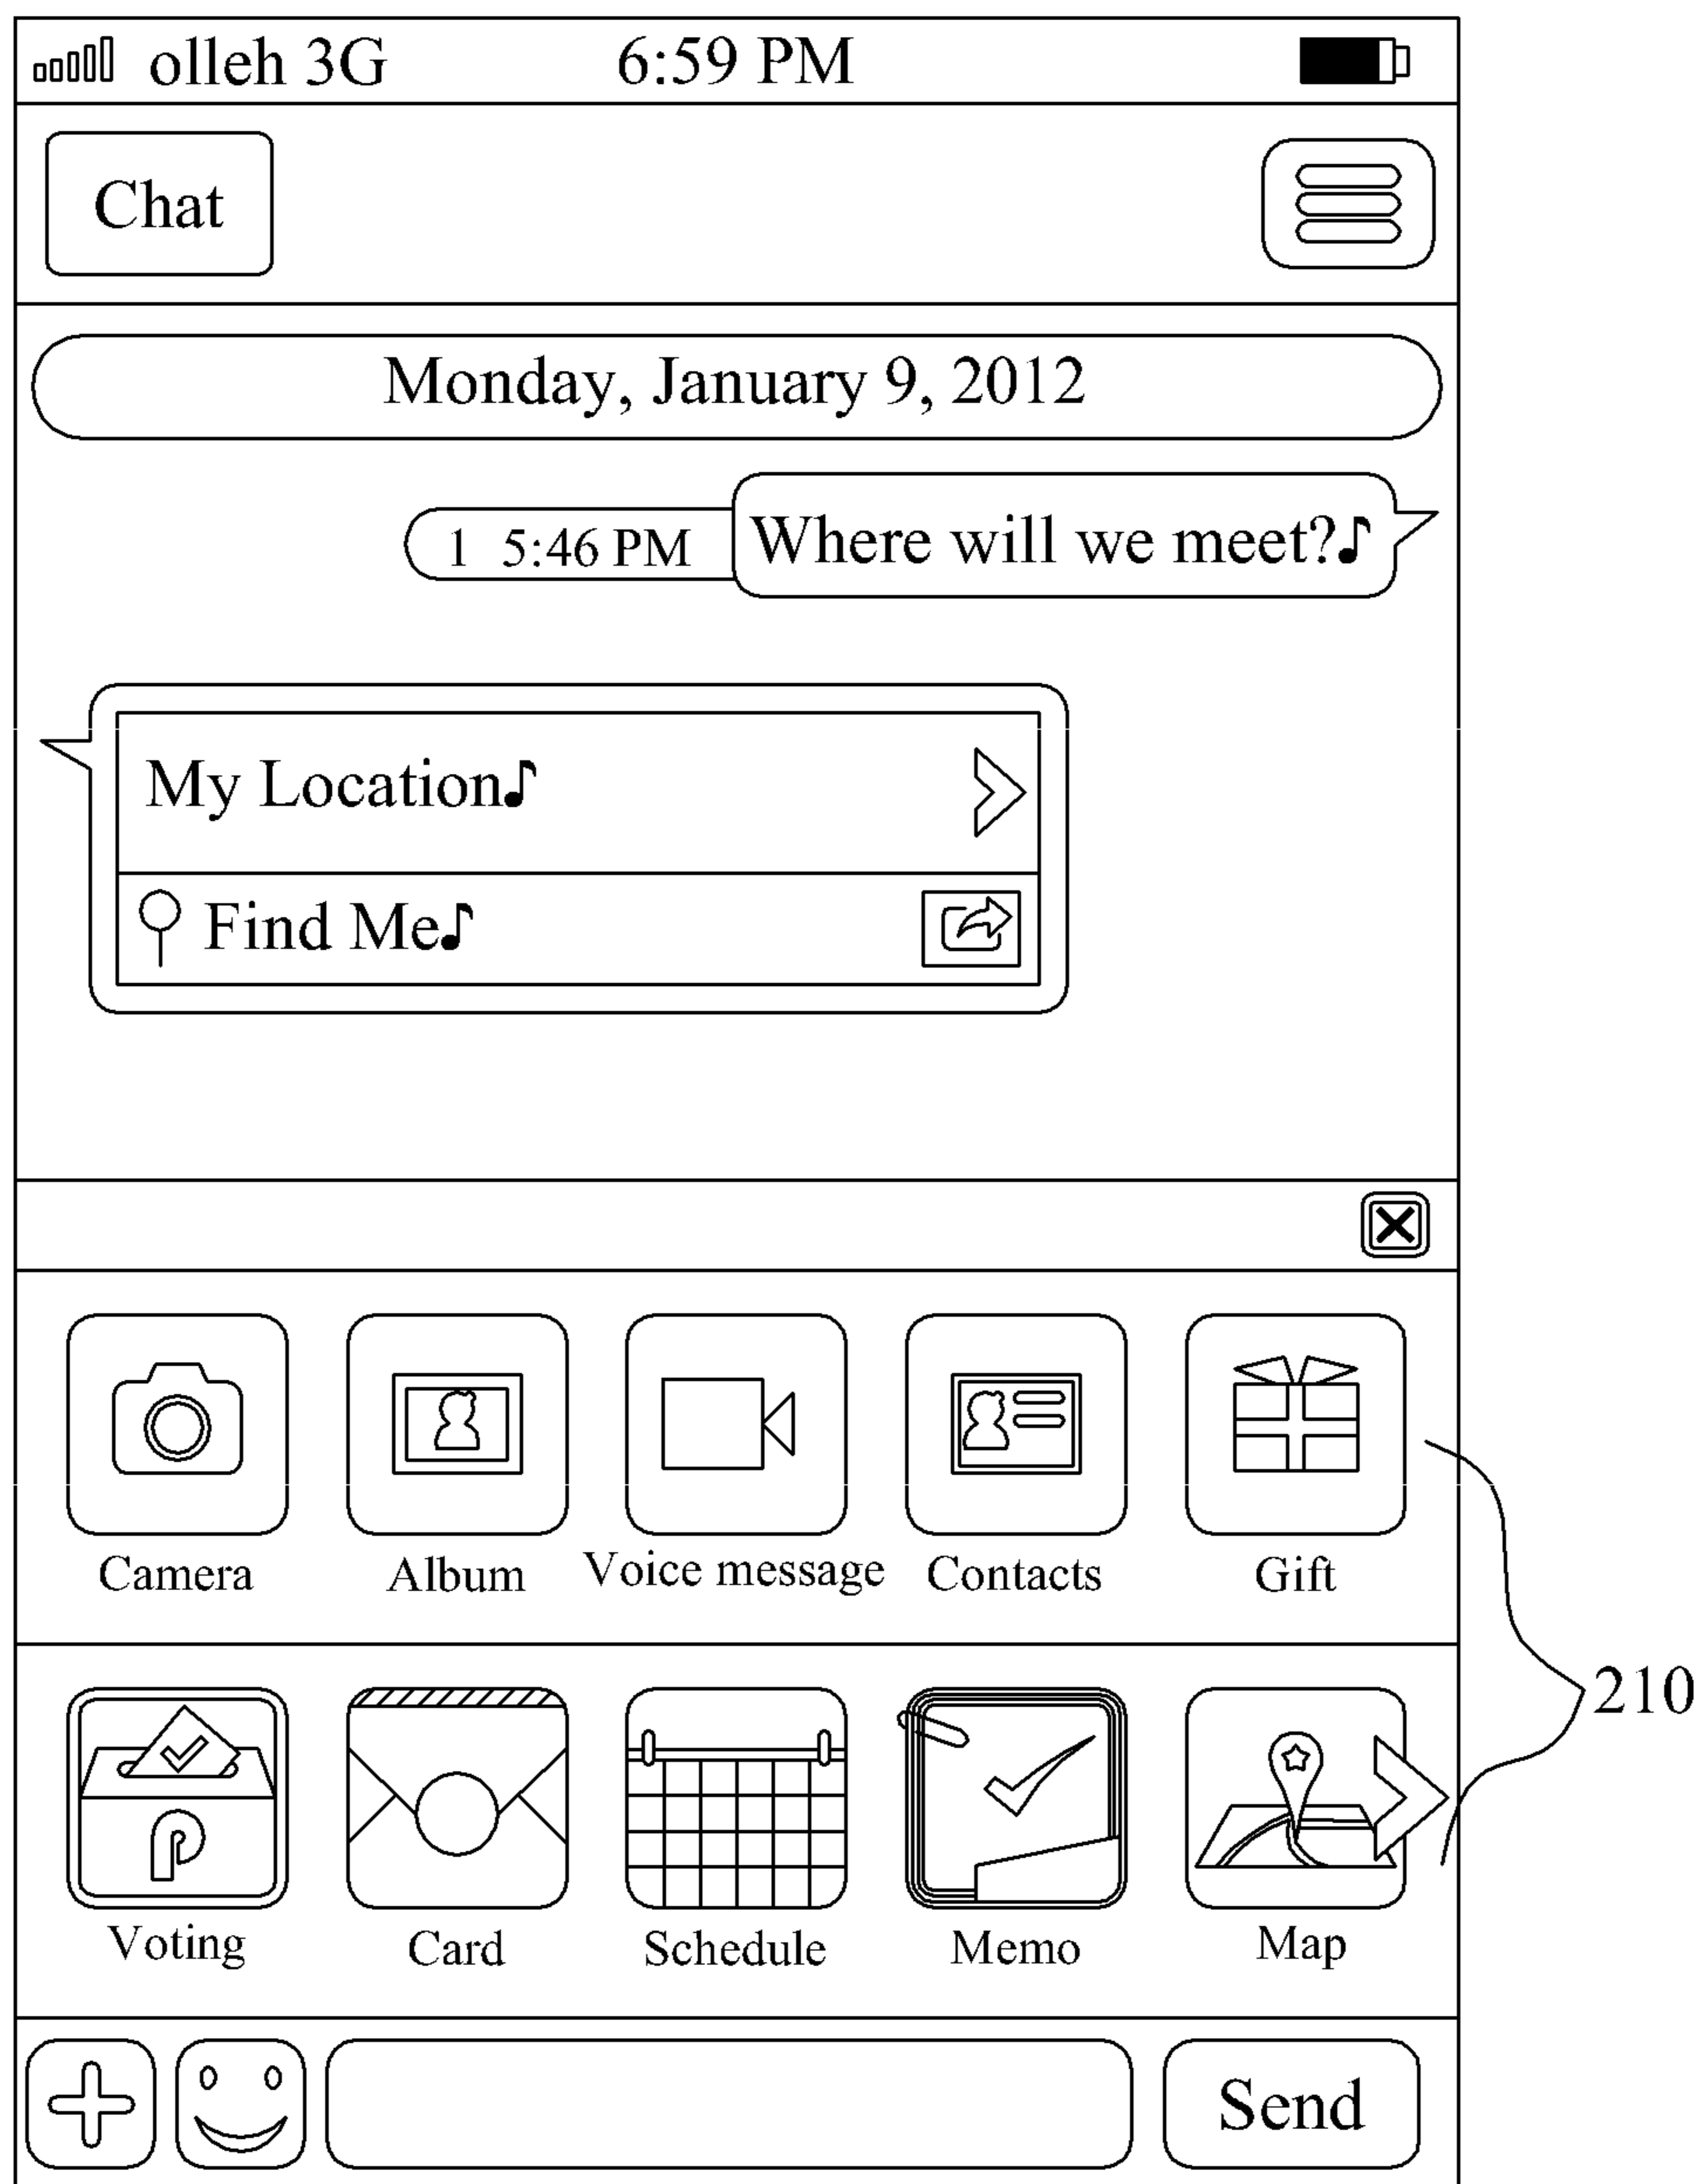 olleh 3G 6:59 PM
Chat
Monday, January 9, 2012
1 5:46 PM Where will we meet?♪
My Location♪
Find Me♪
Camera Album Voice message Contacts Gift
210
Voting Card Schedule Memo Map
Send